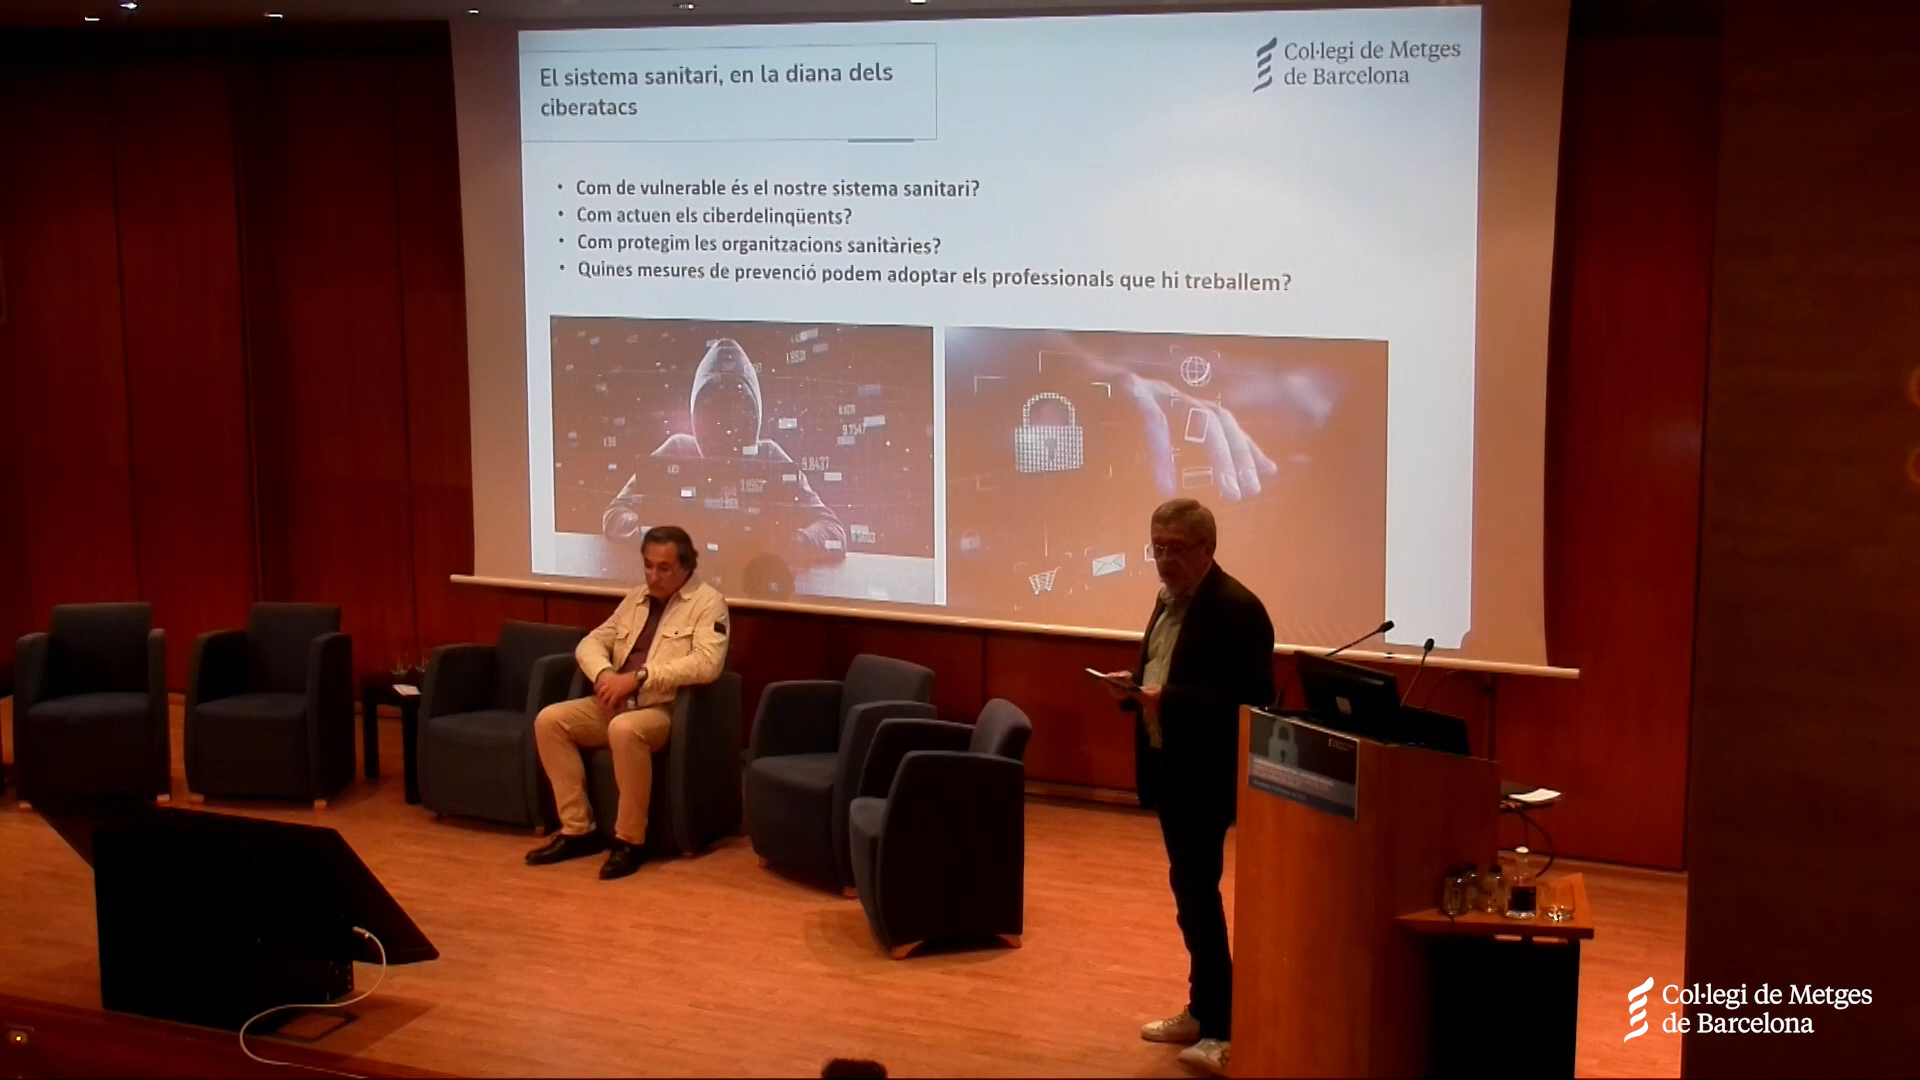 El sistema sanitari, en la diana dels
ciberatacs
Col·legi de Metges
de Barcelona
• Com de vulnerable és el nostre sistema sanitari?
• Com actuen els ciberdelinqüents?
• Com protegim les organitzacions sanitàries?
• Quines mesures de prevenció podem adoptar els professionals que hi treballem?
9.8437
Col·legi de Metges
de Barcelona